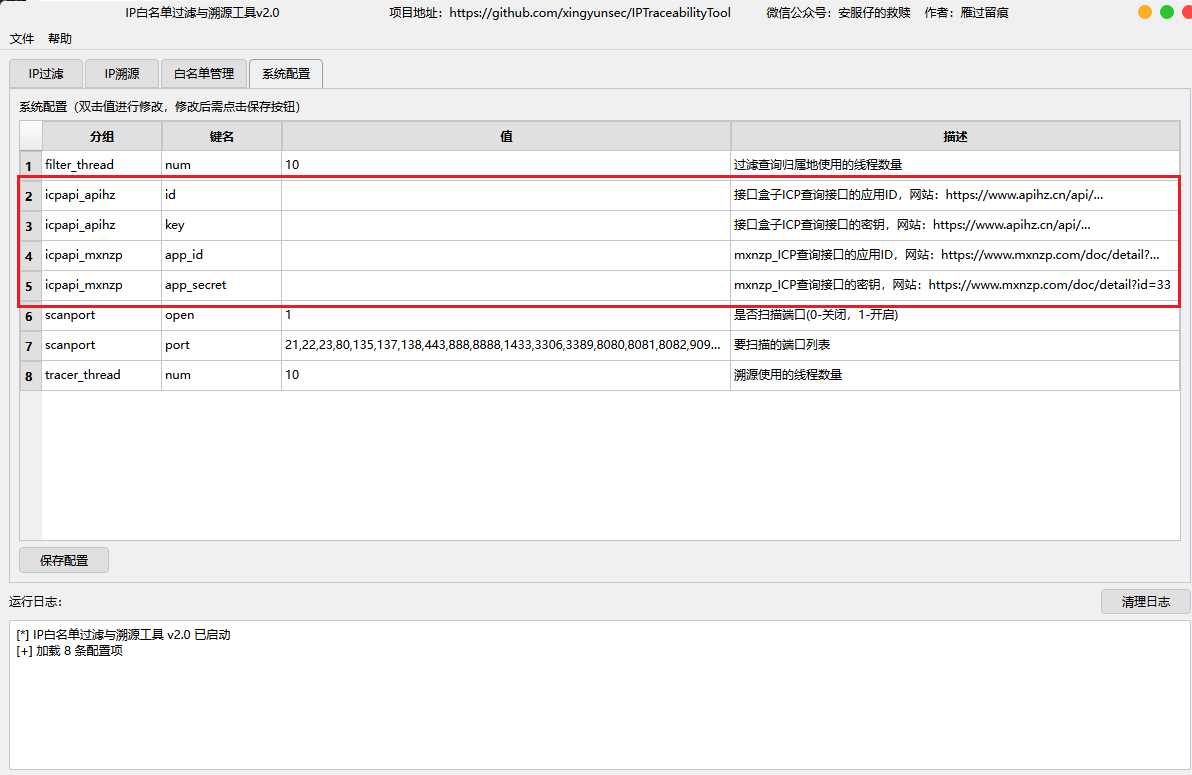 IP白名单过滤与溯源工具v2.0 项目地址：https://github.com/xingyunsec/IPTraceabilityTool 微信公众号：安服仔的救赎 作者：雁过留痕
文件 帮助
IP过滤 IP溯源 白名单管理 系统配置
系统配置（双击值进行修改，修改后需点击保存按钮）
分组 键名 值 描述
1 filter_thread num 10 过滤查询归属地使用的线程数量
2 icpapi_apihz id 接口盒子ICP查询接口的应用ID，网站：https://www.apihz.cn/api/...
3 icpapi_apihz key 接口盒子ICP查询接口的密钥，网站：https://www.apihz.cn/api/...
4 icpapi_mxnzp app_id mxnzp_ICP查询接口的应用ID，网站：https://www.mxnzp.com/doc/detail?...
5 icpapi_mxnzp app_secret mxnzp_ICP查询接口的密钥，网站：https://www.mxnzp.com/doc/detail?id=33
6 scanport open 1 是否扫描端口(0-关闭，1-开启)
7 scanport port 21,22,23,80,135,137,138,443,888,8888,1433,3306,3389,8080,8081,8082,909... 要扫描的端口列表
8 tracer_thread num 10 溯源使用的线程数量
保存配置
运行日志： 清理日志
[*] IP白名单过滤与溯源工具 v2.0 已启动
[+] 加载 8 条配置项